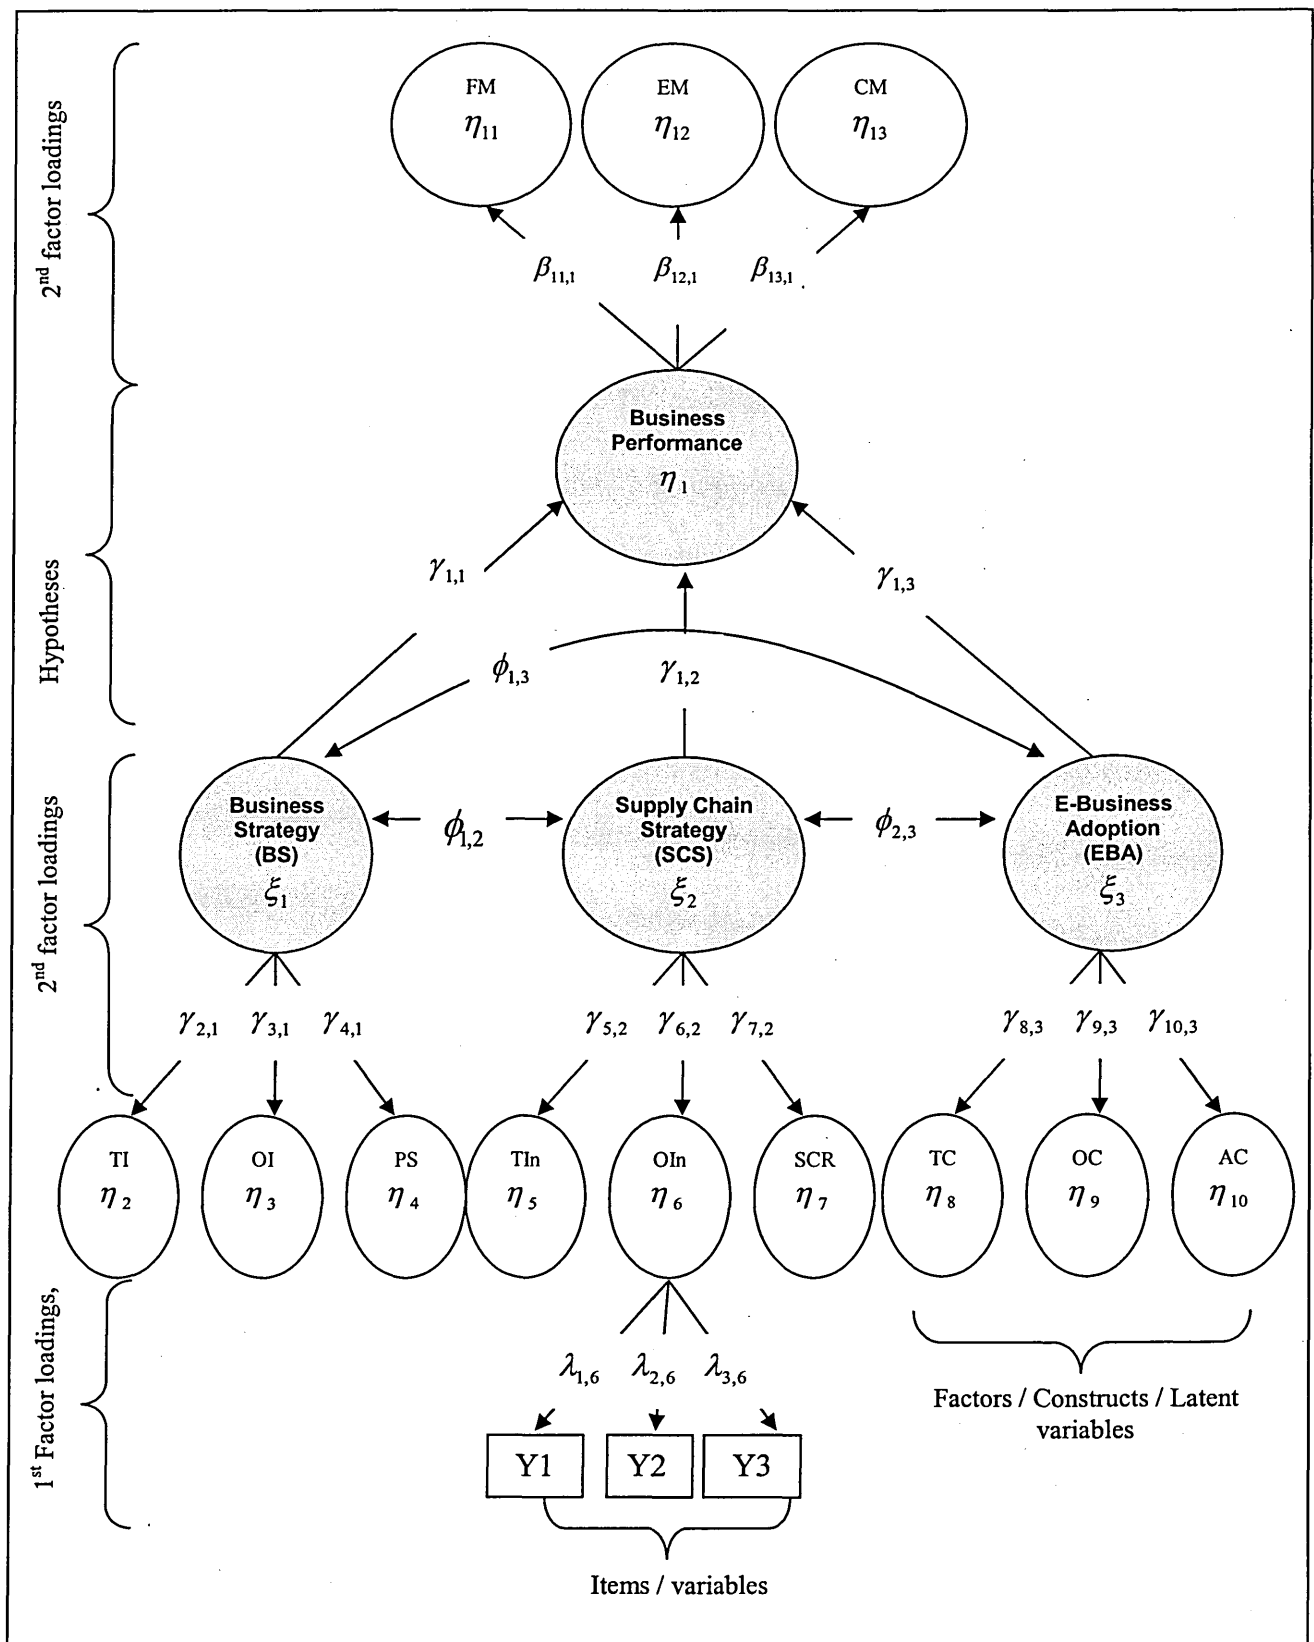 FM
η₁₁
EM
η₁₂
CM
η₁₃
2nd factor loadings
β₁₁,₁
β₁₂,₁
β₁₃,₁
Business
Performance
η₁
Hypotheses
γ₁,₁
γ₁,₃
ϕ₁,₃
γ₁,₂
2nd factor loadings
Business
Strategy
(BS)
ξ₁
ϕ₁,₂
Supply Chain
Strategy
(SCS)
ξ₂
ϕ₂,₃
E-Business
Adoption
(EBA)
ξ₃
γ₂,₁
γ₃,₁
γ₄,₁
γ₅,₂
γ₆,₂
γ₇,₂
γ₈,₃
γ₉,₃
γ₁₀,₃
TI
η₂
OI
η₃
PS
η₄
TIn
η₅
OIn
η₆
SCR
η₇
TC
η₈
OC
η₉
AC
η₁₀
1st Factor loadings,
λ₁,₆
λ₂,₆
λ₃,₆
Factors / Constructs / Latent
variables
Y1
Y2
Y3
Items / variables